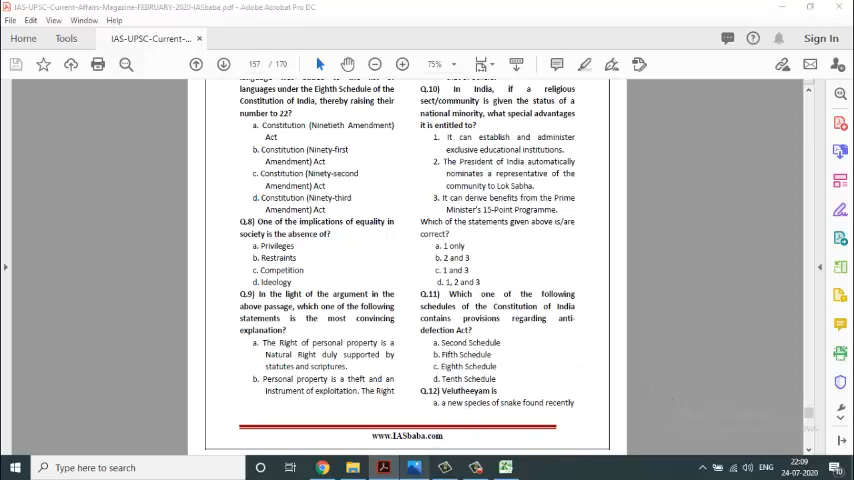 IAS-UPSC-Current-Affairs-Magazine-FEBRUARY-2020-IASbaba.pdf - Adobe Acrobat Pro DC
File Edit View Window Help
Home Tools IAS-UPSC-Current-... × Sign In
157 / 170 75%
language was added to the list of
languages under the Eighth Schedule of the
Constitution of India, thereby raising their
number to 22?
a. Constitution (Ninetieth Amendment)
Act
b. Constitution (Ninety-first
Amendment) Act
c. Constitution (Ninety-second
Amendment) Act
d. Constitution (Ninety-third
Amendment) Act
Q.8) One of the implications of equality in
society is the absence of?
a. Privileges
b. Restraints
c. Competition
d. Ideology
Q.9) In the light of the argument in the
above passage, which one of the following
statements is the most convincing
explanation?
a. The Right of personal property is a
Natural Right duly supported by
statutes and scriptures.
b. Personal property is a theft and an
Instrument of exploitation. The Right
Q.10) In India, if a religious
sect/community is given the status of a
national minority, what special advantages
it is entitled to?
1. It can establish and administer
exclusive educational institutions.
2. The President of India automatically
nominates a representative of the
community to Lok Sabha.
3. It can derive benefits from the Prime
Minister's 15-Point Programme.
Which of the statements given above is/are
correct?
a. 1 only
b. 2 and 3
c. 1 and 3
d. 1, 2 and 3
Q.11) Which one of the following
schedules of the Constitution of India
contains provisions regarding anti-
defection Act?
a. Second Schedule
b. Fifth Schedule
c. Eighth Schedule
d. Tenth Schedule
Q.12) Velutheeyam is
a. a new species of snake found recently
www.IASbaba.com
Type here to search
ENG
22:09
24-07-2020